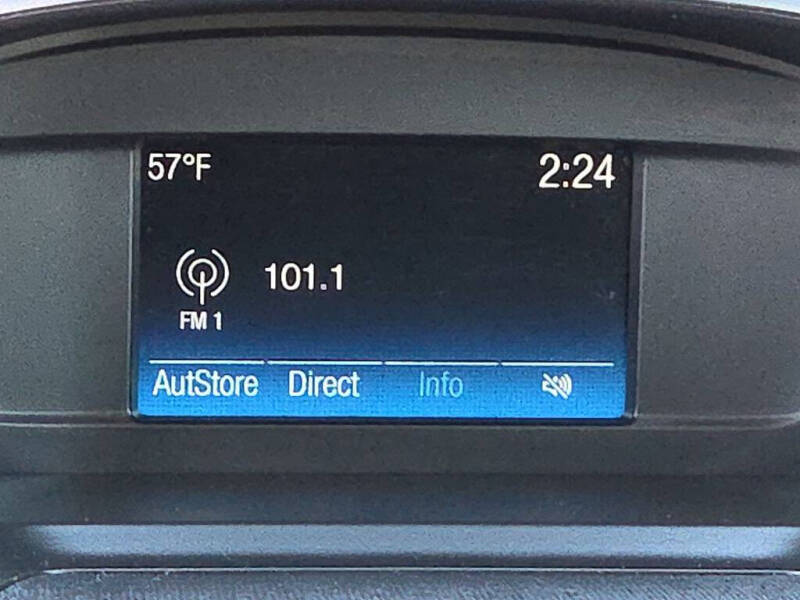 57°F 2:24
101.1
FM 1
AutStore Direct Info